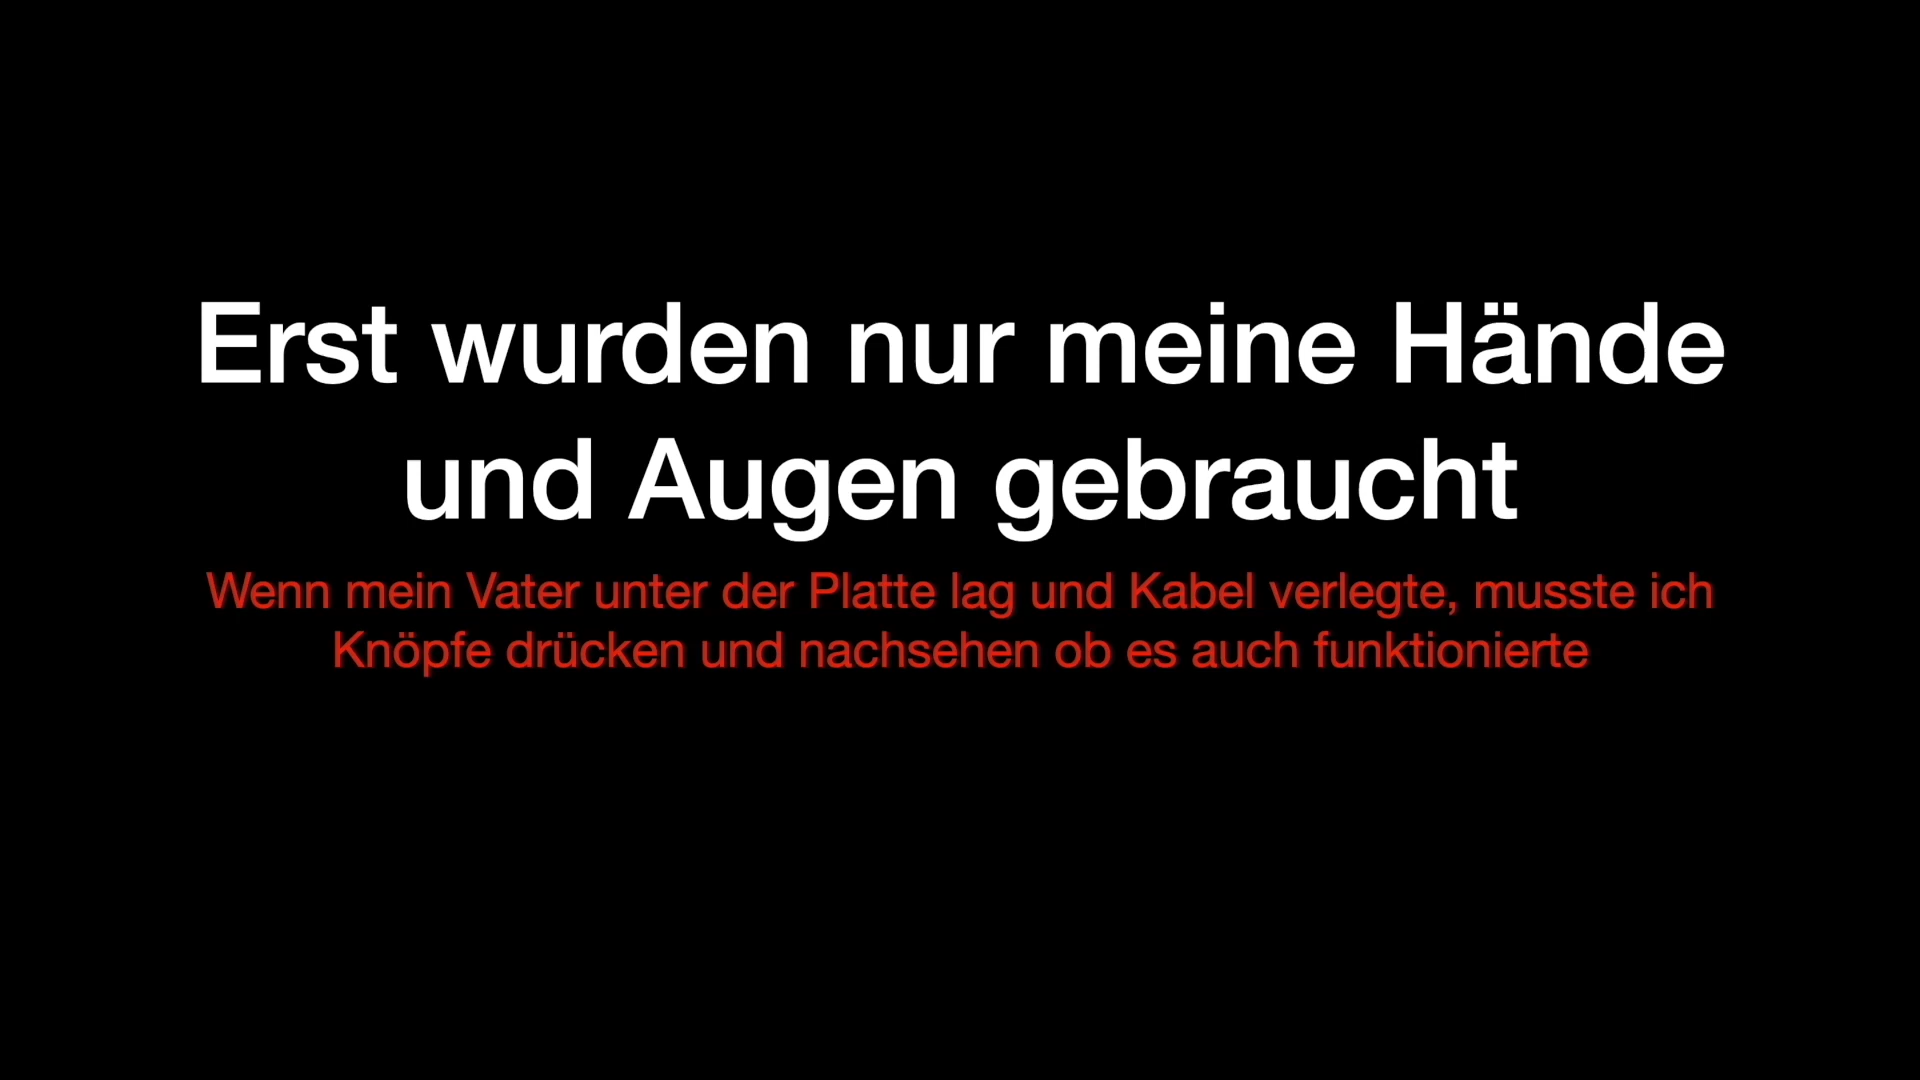 Erst wurden nur meine Hände
und Augen gebraucht
Wenn mein Vater unter der Platte lag und Kabel verlegte, musste ich
Knöpfe drücken und nachsehen ob es auch funktionierte